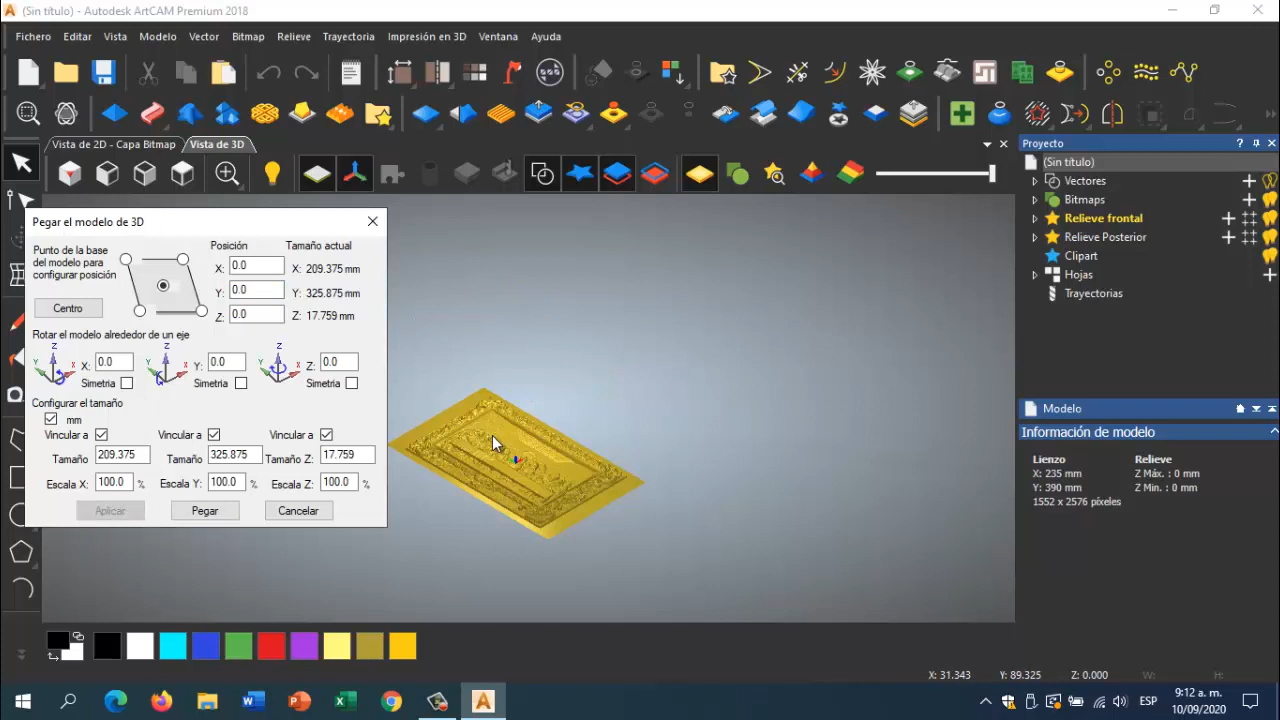 (Sin título) - Autodesk ArtCAM Premium 2018
Fichero Editar Vista Modelo Vector Bitmap Relieve Trayectoria Impresión en 3D Ventana Ayuda
Vista de 2D - Capa Bitmap Vista de 3D
Proyecto
(Sin título)
Vectores
Bitmaps
Relieve frontal
Relieve Posterior
Clipart
Hojas
Trayectorias
Pegar el modelo de 3D
Punto de la base
del modelo para
configurar posición
Centro
Posición Tamaño actual
X: 0.0 X: 209.375 mm
Y: 0.0 Y: 325.875 mm
Z: 0.0 Z: 17.759 mm
Rotar el modelo alrededor de un eje
Z Y X X: 0.0 Z Y X Y: 0.0 Z Y X Z: 0.0
Simetria Simetria Simetria
Configurar el tamaño
mm
Vincular a Vincular a Vincular a
Tamaño 209.375 Tamaño 325.875 Tamaño Z: 17.759
Escala X: 100.0 % Escala Y: 100.0 % Escala Z: 100.0 %
Aplicar Pegar Cancelar
Modelo
Información de modelo
Lienzo Relieve
X: 235 mm Z Máx. : 0 mm
Y: 390 mm Z Min. : 0 mm
1552 x 2576 píxeles
X: 31.343 Y: 89.325 Z: 0.000 W: H:
ESP
9:12 a. m.
10/09/2020